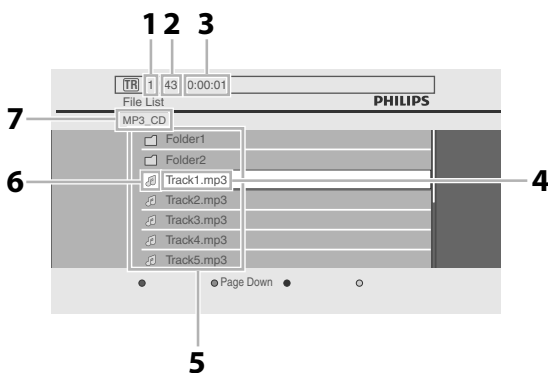 1 2 3
TR 1 43 0:00:01
File List PHILIPS
7 MP3_CD
Folder1
Folder2
6 Track1.mp3 4
Track2.mp3
Track3.mp3
Track4.mp3
Track5.mp3
Page Down
5